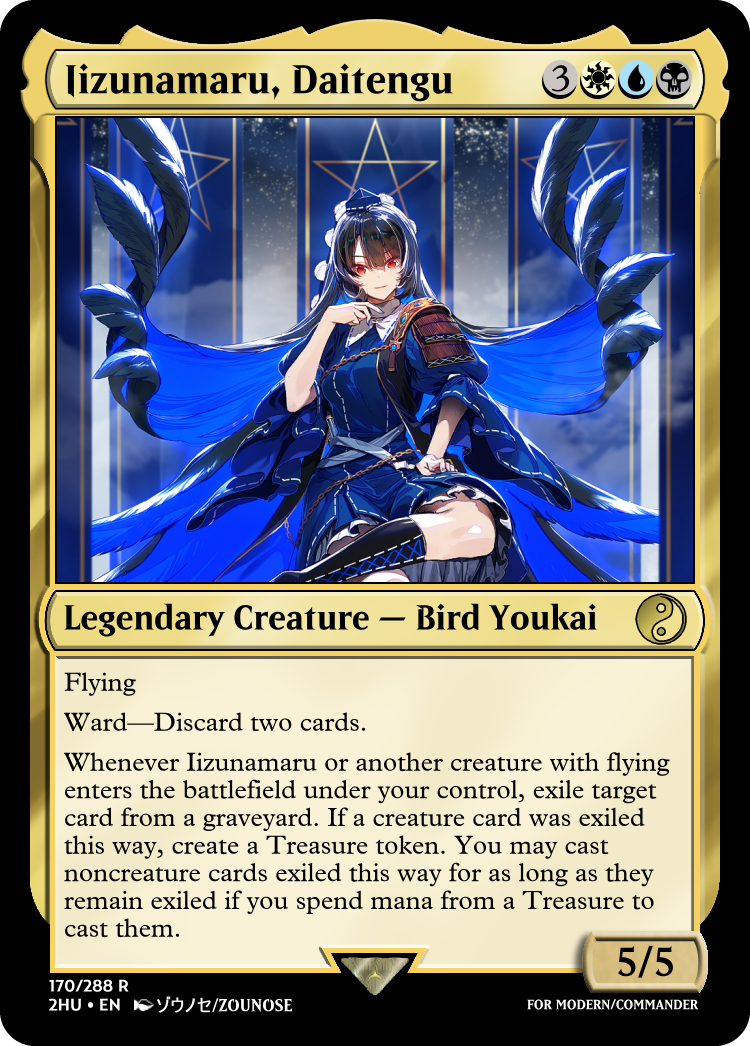 Iizunamaru, Daitengu 3
Legendary Creature — Bird Youkai
Flying
Ward—Discard two cards.
Whenever Iizunamaru or another creature with flying
enters the battlefield under your control, exile target
card from a graveyard. If a creature card was exiled
this way, create a Treasure token. You may cast
noncreature cards exiled this way for as long as they
remain exiled if you spend mana from a Treasure to
cast them.
5/5
170/288 R
2HU • EN ゾウノセ/ZOUNOSE
FOR MODERN/COMMANDER